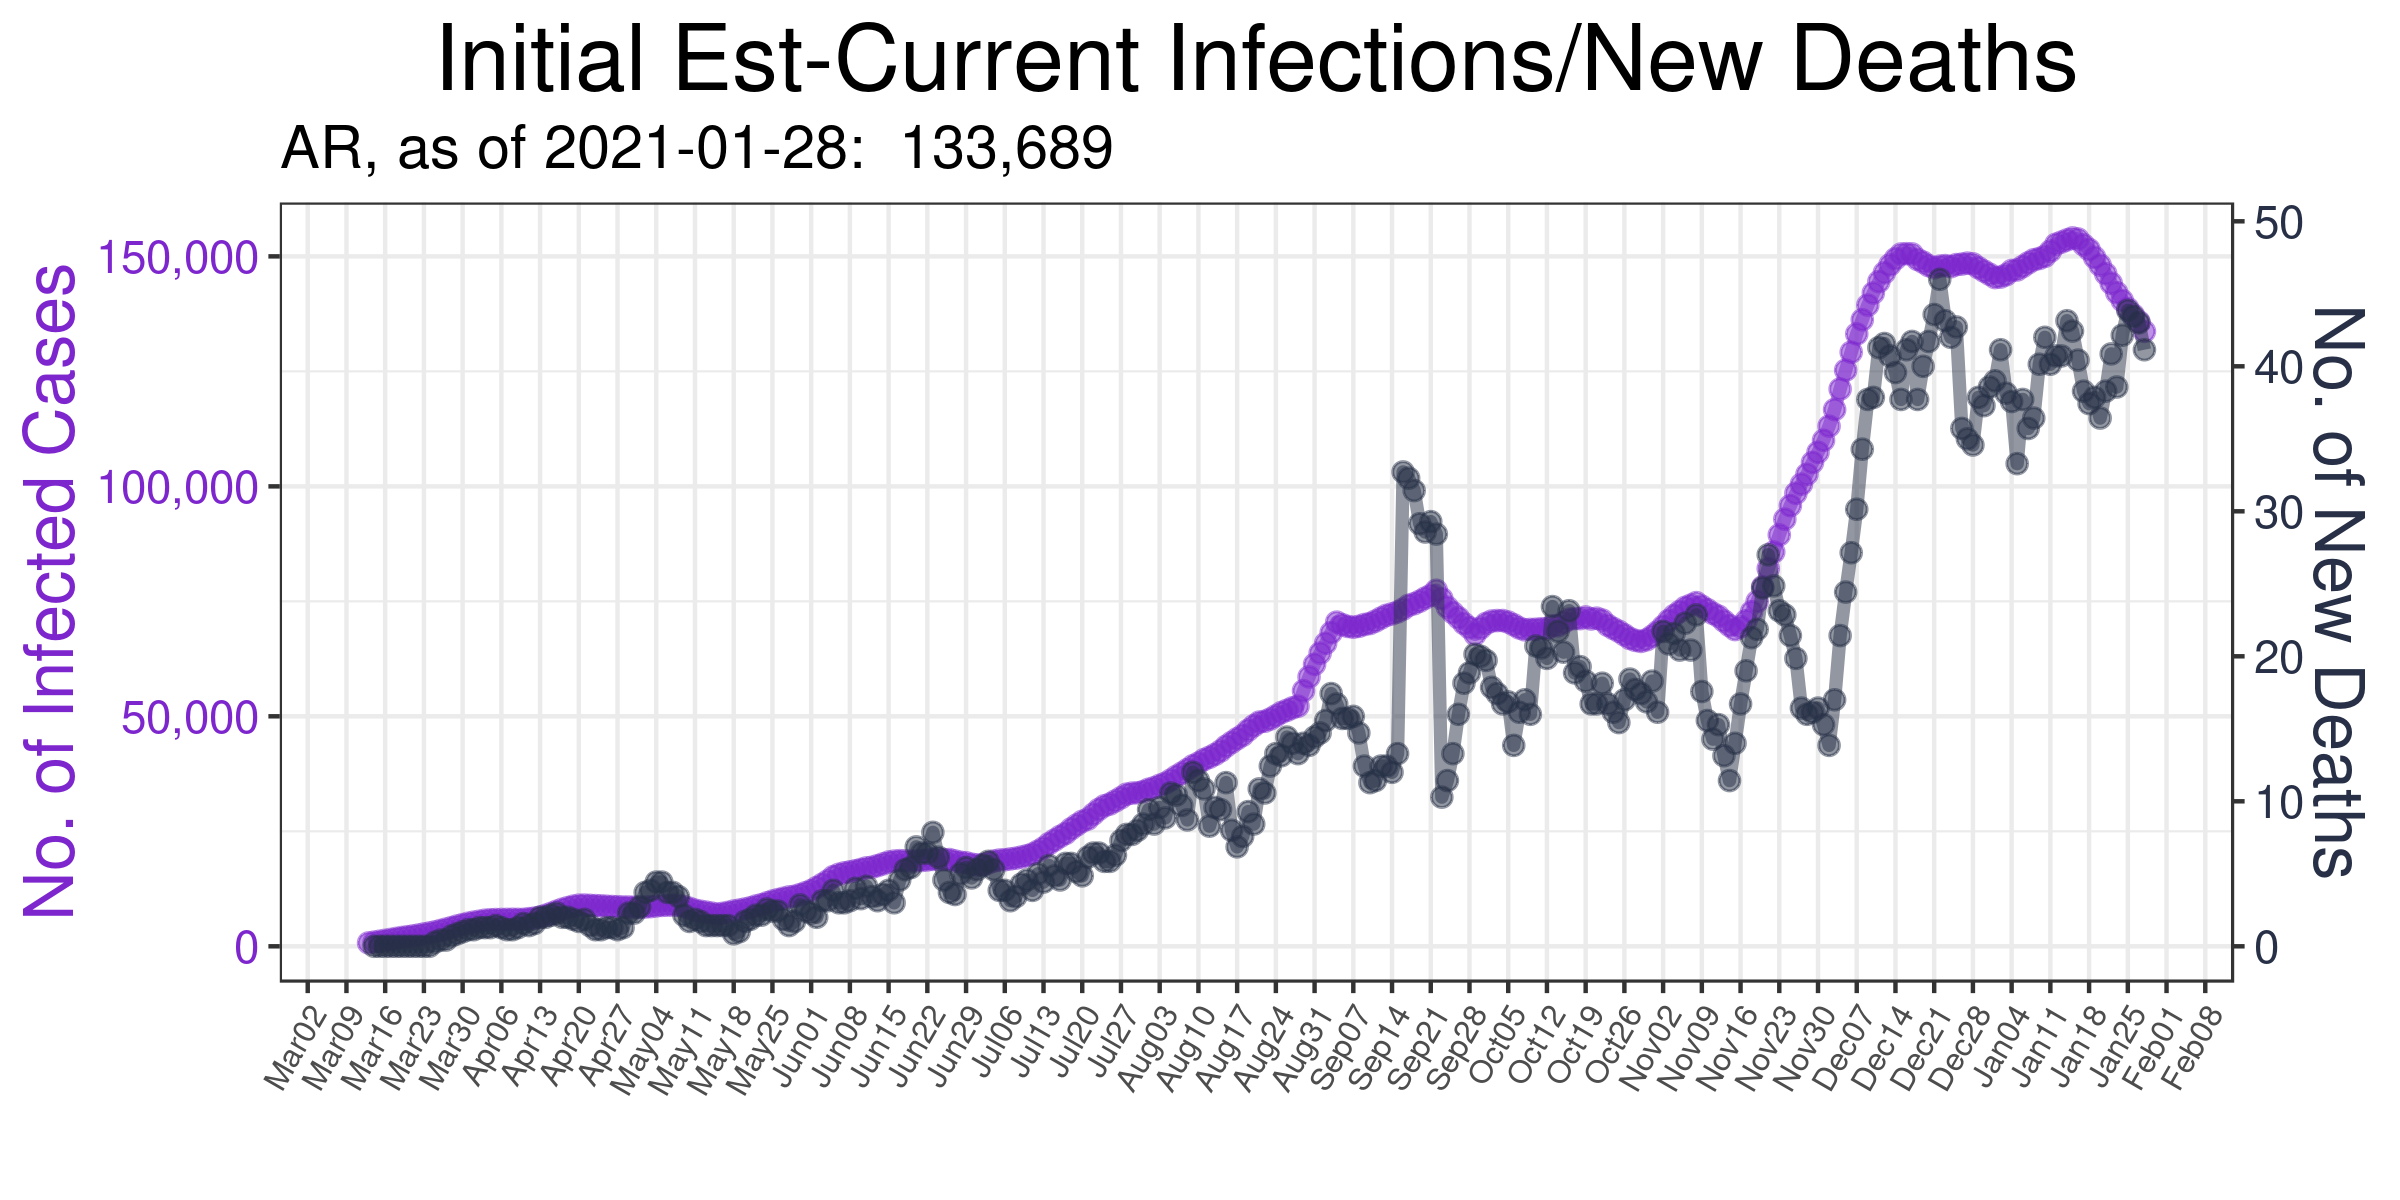 Initial Est-Current Infections/New Deaths
AR, as of 2021-01-28:  133,689
No. of Infected Cases
150,000
100,000
50,000
0
50
40
30
20
10
0
No. of New Deaths
Mar02
Mar09
Mar16
Mar23
Mar30
Apr06
Apr13
Apr20
Apr27
May04
May11
May18
May25
Jun01
Jun08
Jun15
Jun22
Jun29
Jul06
Jul13
Jul20
Jul27
Aug03
Aug10
Aug17
Aug24
Aug31
Sep07
Sep14
Sep21
Sep28
Oct05
Oct12
Oct19
Oct26
Nov02
Nov09
Nov16
Nov23
Nov30
Dec07
Dec14
Dec21
Dec28
Jan04
Jan11
Jan18
Jan25
Feb01
Feb08